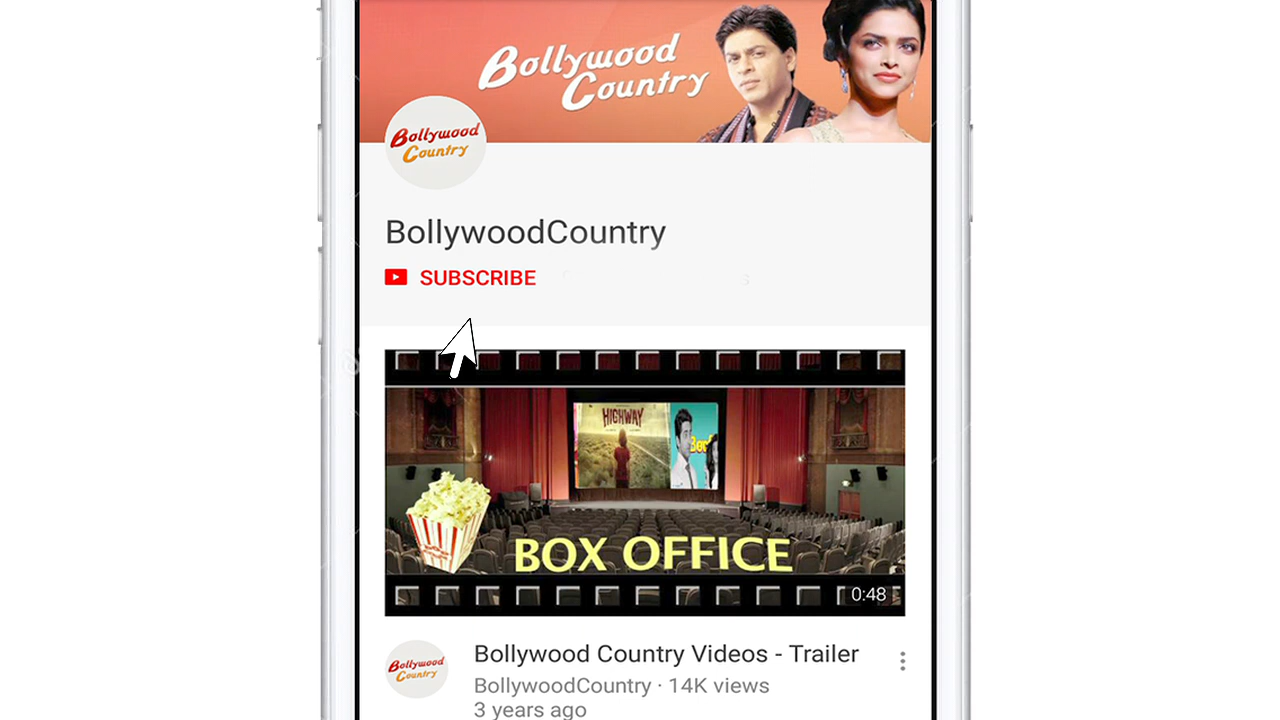 Bollywood
Country
Bollywood
Country
BollywoodCountry
SUBSCRIBE
HIGHWAY
BOX OFFICE
0:48
Bollywood Country Videos - Trailer
Bollywood
Country
BollywoodCountry · 14K views
3 years ago